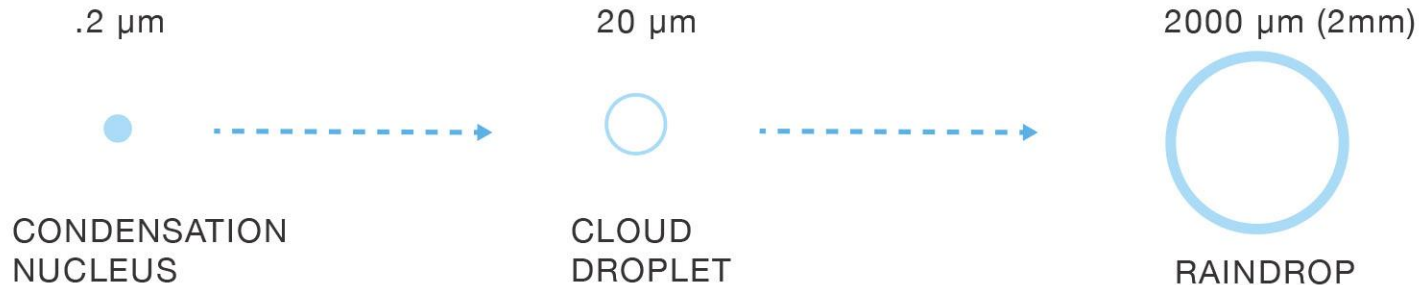 .2 μm
20 μm
2000 μm (2mm)
CONDENSATION
NUCLEUS
CLOUD
DROPLET
RAINDROP